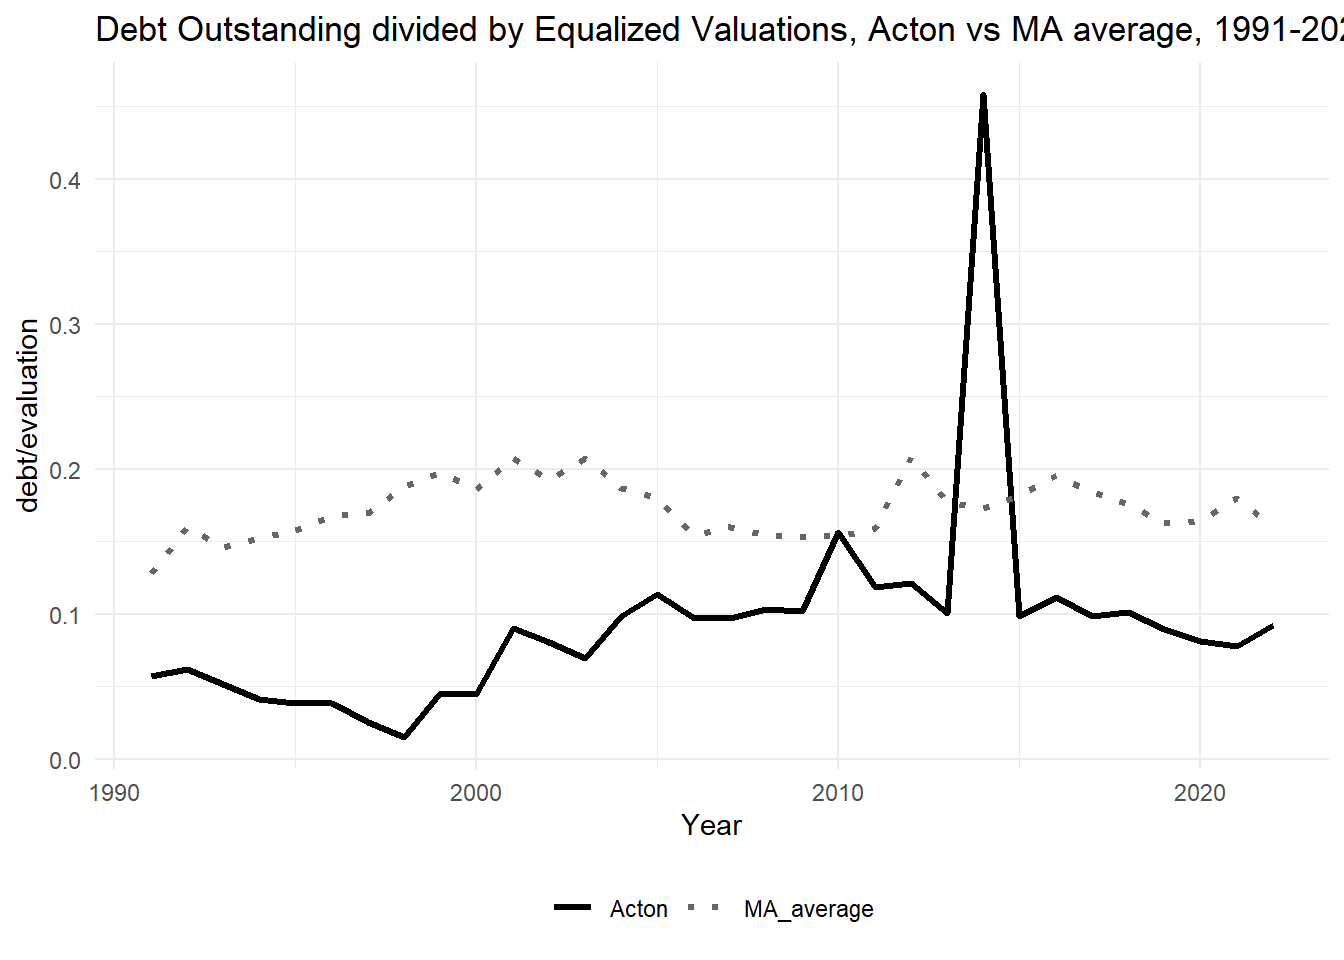 Debt Outstanding divided by Equalized Valuations, Acton vs MA average, 1991-202
0.4
0.3
0.2
0.1
0.0
debt/evaluation
1990 2000 2010 2020
Year
Acton MA_average